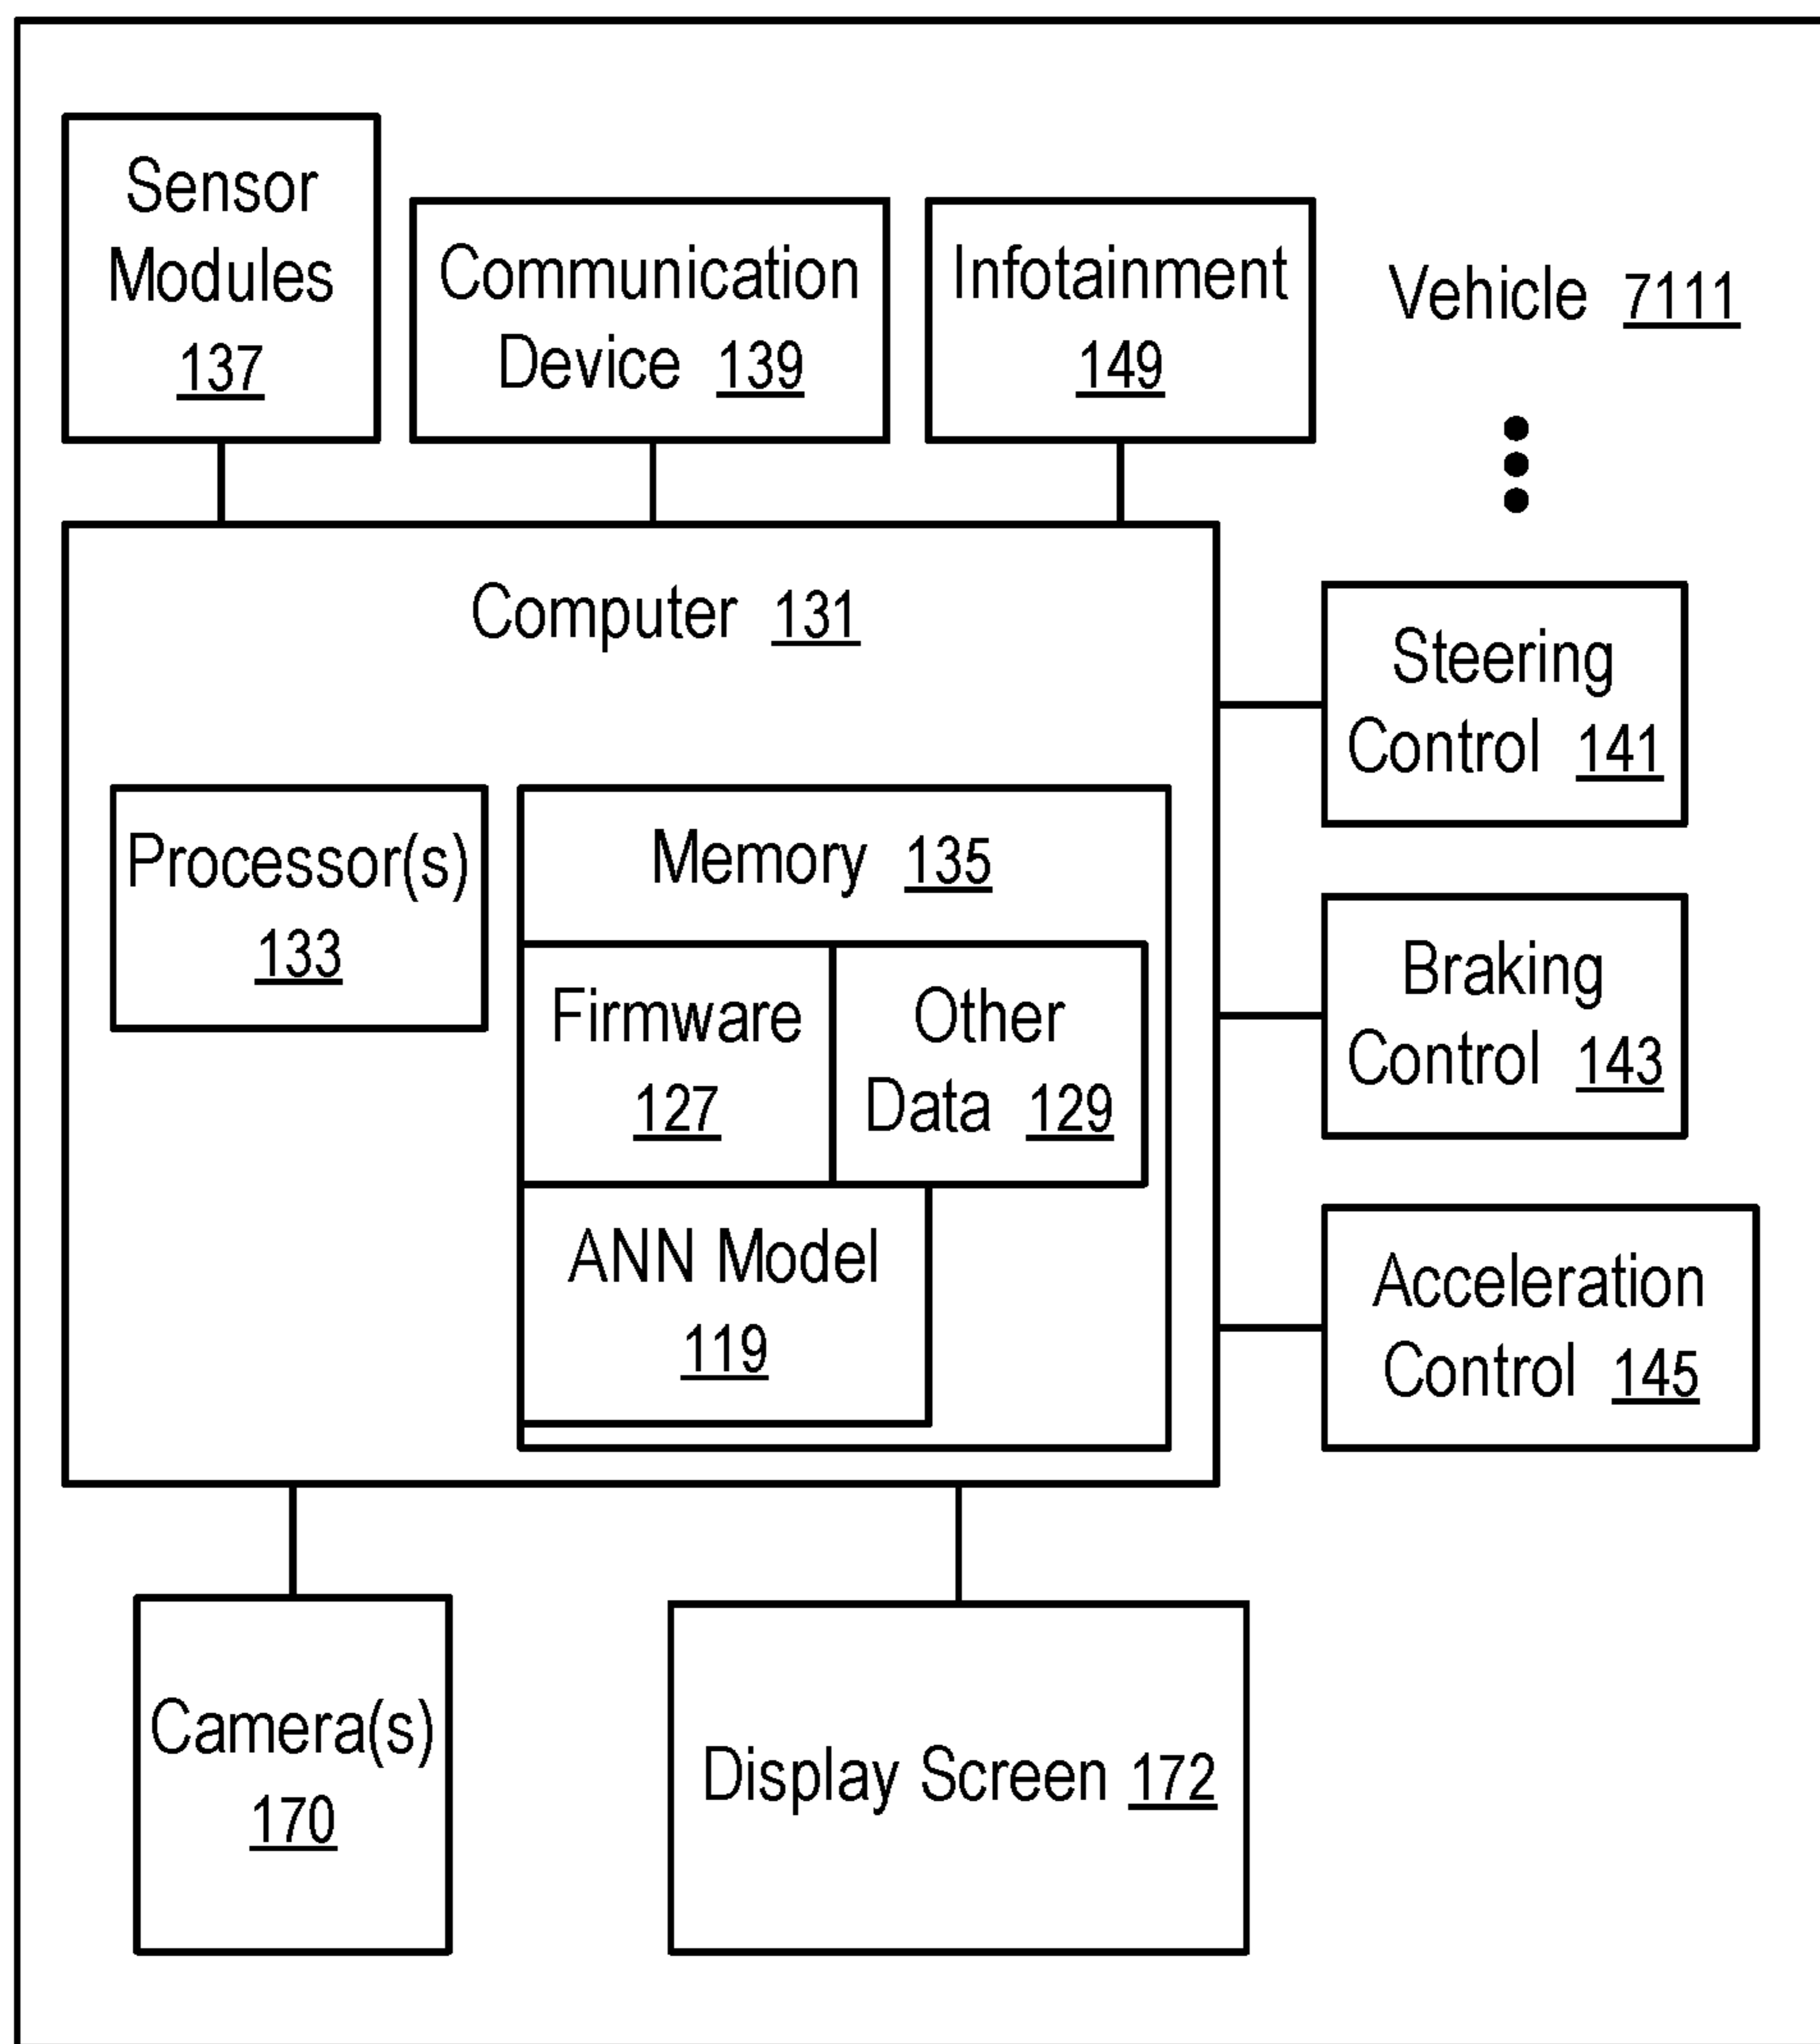 Sensor
Modules
137
Communication
Device 139
Infotainment
149
Vehicle 7111
Computer 131
Steering
Control 141
Processor(s)
133
Memory 135
Firmware
127
Other
Data 129
ANN Model
119
Braking
Control 143
Acceleration
Control 145
Camera(s)
170
Display Screen 172